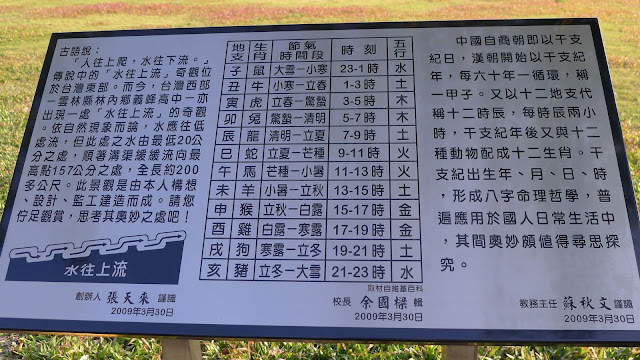 古語說：
「人往上爬，水往下流。」
傳說中的「水往上流」奇觀位
於台灣東部。而今，台灣西部
—雲林縣林內鄉義峰高中—亦
出現一處「水往上流」的奇觀
。依自然現象而論，水應往低
處流，但此處之水由最低20公
分之處，順著溝渠緩緩流向最
高點157公分之處，全長約200
多公尺。此景觀是由本人構想
、設計、監工建造而成。請您
佇足觀賞，思考其奧妙之處吧！
水往上流
創辦人 張天來 謹識
2009年3月30日
地支 生肖 節氣時間段 時刻 五行
子 鼠 大雪—小寒 23-1時 水
丑 牛 小寒—立春 1-3時 土
寅 虎 立春—驚蟄 3-5時 木
卯 兔 驚蟄—清明 5-7時 木
辰 龍 清明—立夏 7-9時 土
巳 蛇 立夏—芒種 9-11時 火
午 馬 芒種—小暑 11-13時 火
未 羊 小暑—立秋 13-15時 土
申 猴 立秋—白露 15-17時 金
酉 雞 白露—寒露 17-19時 金
戌 狗 寒露—立冬 19-21時 土
亥 豬 立冬—大雪 21-23時 水
取材自維基百科
校長 余國樑 輯
2009年3月30日
中國自商朝即以干支
紀日，漢朝開始以干支紀
年，每六十年一循環，稱
一甲子。又以十二地支代
稱十二時辰，每時辰兩小
時，干支紀年後又與十二
種動物配成十二生肖。干
支紀出生年、月、日、時
，形成八字命理哲學，普
遍應用於國人日常生活中
，其間奧妙頗值得尋思探
究。
教務主任 蘇秋文 謹識
2009年3月30日